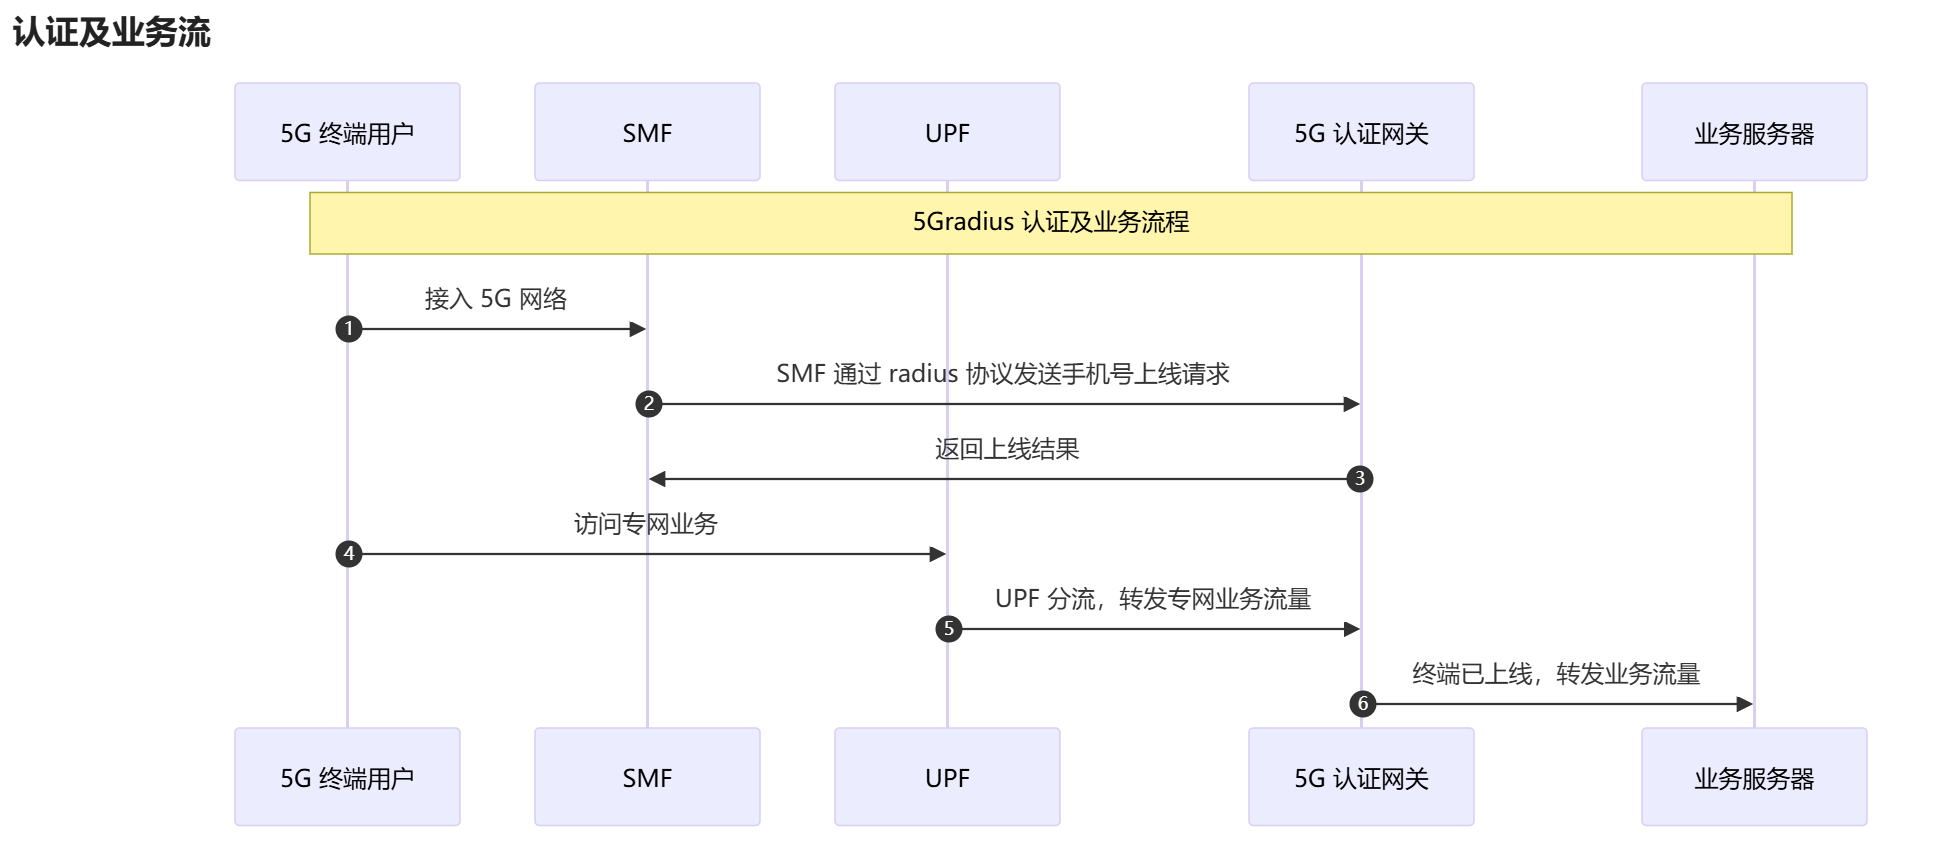 认证及业务流
5G 终端用户
SMF
UPF
5G 认证网关
业务服务器
5Gradius 认证及业务流程
接入 5G 网络
1
SMF 通过 radius 协议发送手机号上线请求
2
返回上线结果
3
访问专网业务
4
UPF 分流，转发专网业务流量
5
终端已上线，转发业务流量
6
5G 终端用户
SMF
UPF
5G 认证网关
业务服务器